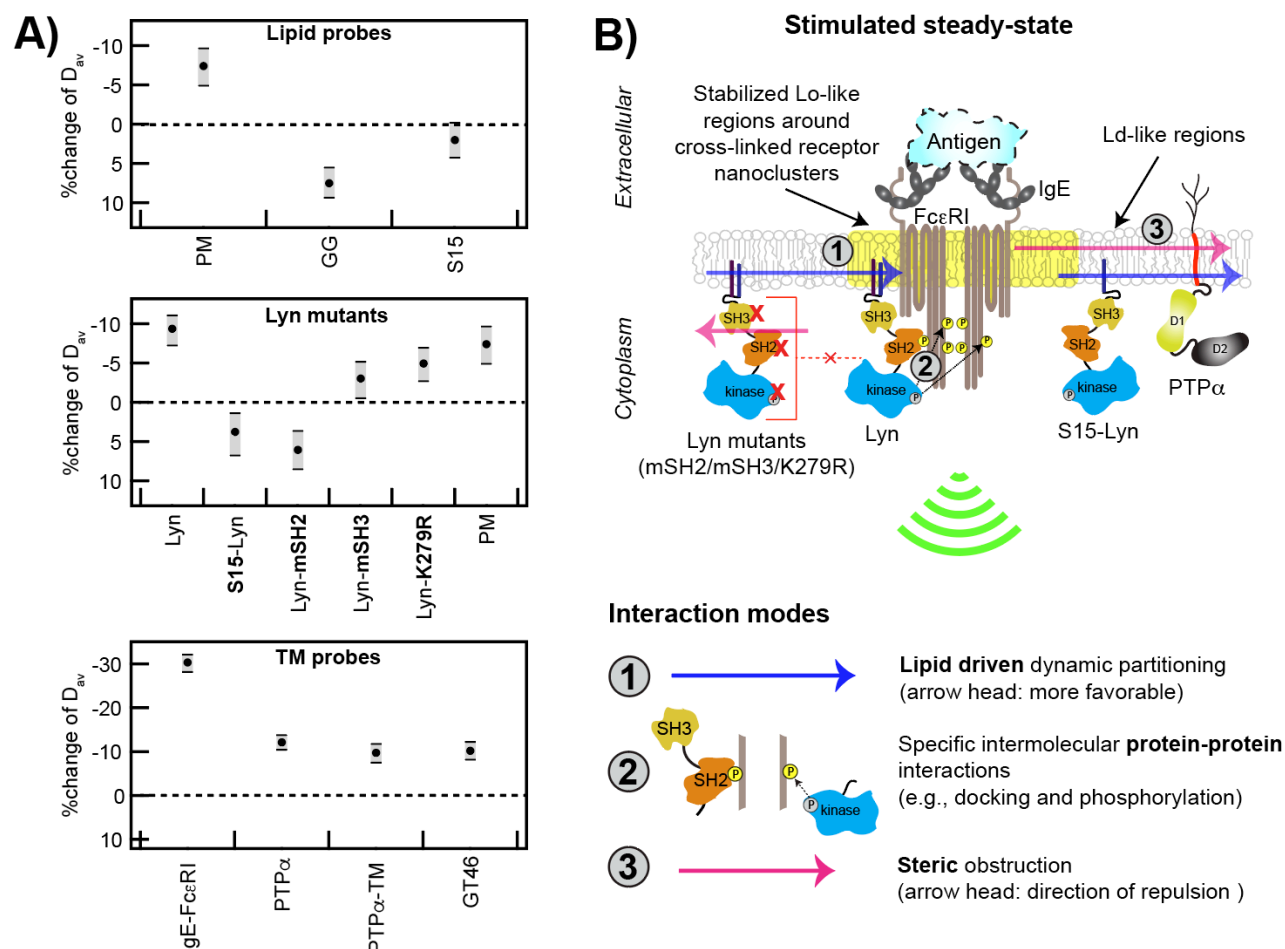 A)
Lipid probes
%change of Dav
-10
-5
0
5
10
PM
GG
S15
Lyn mutants
%change of Dav
-10
-5
0
5
10
Lyn
S15-Lyn
Lyn-mSH2
Lyn-mSH3
Lyn-K279R
PM
TM probes
%change of Dav
-30
-20
-10
0
10
gE-FcεRI
PTPα
PTPα-TM
GT46
B)
Stimulated steady-state
Extracellular
Cytoplasm
Stabilized Lo-like
regions around
cross-linked receptor
nanoclusters
Antigen
IgE
FcεRI
Ld-like regions
1
3
SH3
X
SH2
X
kinase
X
P
X
Lyn mutants
(mSH2/mSH3/K279R)
SH3
SH2
kinase
P
P
P
P
P
P
P
P
2
Lyn
SH3
SH2
kinase
P
S15-Lyn
D1
D2
PTPα
Interaction modes
1
Lipid driven dynamic partitioning
(arrow head: more favorable)
2
SH3
SH2
P
P
P
kinase
Specific intermolecular protein-protein
interactions
(e.g., docking and phosphorylation)
3
Steric obstruction
(arrow head: direction of repulsion )